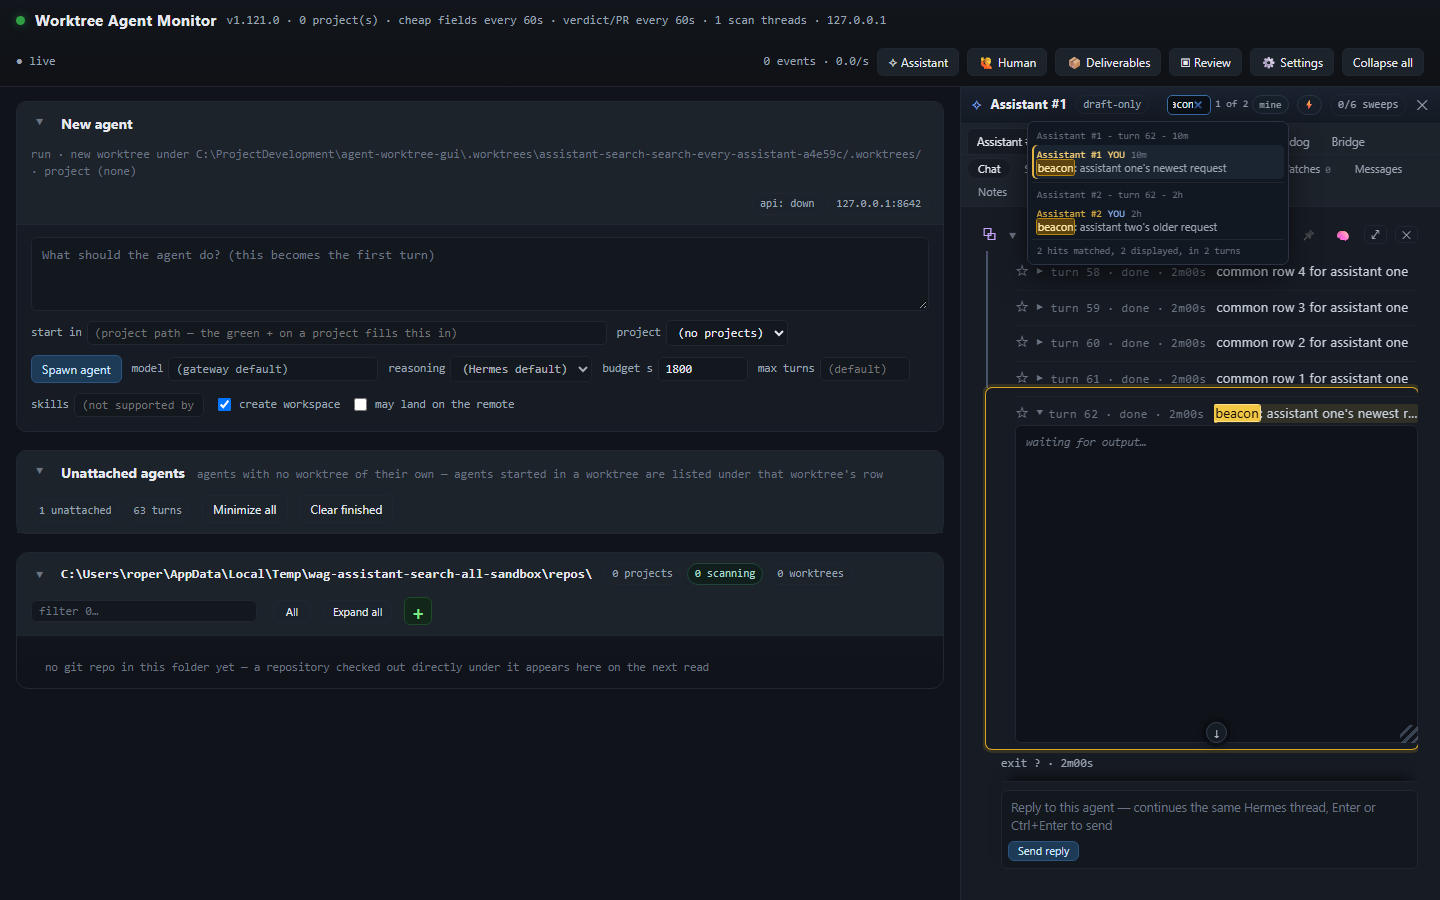 Worktree Agent Monitor v1.121.0 · 0 project(s) · cheap fields every 60s · verdict/PR every 60s · 1 scan threads · 127.0.0.1
live
0 events · 0.0/s Assistant Human Deliverables Review Settings Collapse all
New agent
run · new worktree under C:\ProjectDevelopment\agent-worktree-gui\.worktrees\assistant-search-search-every-assistant-a4e59c/.worktrees/
· project (none)
api: down 127.0.0.1:8642
What should the agent do? (this becomes the first turn)
start in (project path — the green + on a project fills this in) project (no projects)
Spawn agent model (gateway default) reasoning (Hermes default) budget s 1800 max turns (default)
skills (not supported by create workspace may land on the remote
Unattached agents agents with no worktree of their own — agents started in a worktree are listed under that worktree's row
1 unattached 63 turns Minimize all Clear finished
C:\Users\roper\AppData\Local\Temp\wag-assistant-search-all-sandbox\repos\ 0 projects 0 scanning 0 worktrees
filter 0… All Expand all +
no git repo in this folder yet — a repository checked out directly under it appears here on the next read
Assistant #1 draft-only acon 1 of 2 mine 0/6 sweeps
Assistant Bridge
Chat Messages
Notes
Assistant #1 - turn 62 - 10m
Assistant #1 YOU 10m
beacon: assistant one's newest request
Assistant #2 - turn 62 - 2h
Assistant #2 YOU 2h
beacon: assistant two's older request
2 hits matched, 2 displayed, in 2 turns
turn 58 · done · 2m00s common row 4 for assistant one
turn 59 · done · 2m00s common row 3 for assistant one
turn 60 · done · 2m00s common row 2 for assistant one
turn 61 · done · 2m00s common row 1 for assistant one
turn 62 · done · 2m00s beacon: assistant one's newest r…
waiting for output…
exit ? · 2m00s
Reply to this agent — continues the same Hermes thread, Enter or
Ctrl+Enter to send
Send reply